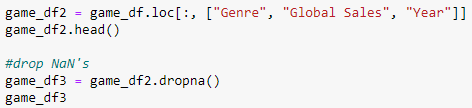 game_df2 = game_df.loc[:, ["Genre", "Global Sales", "Year"]]
game_df2.head()
#drop NaN's
game_df3 = game_df2.dropna()
game_df3